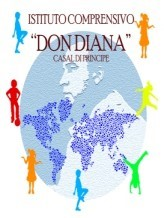 ISTITUTO COMPRENSIVO
“DON DIANA”
CASAL DI PRINCIPE